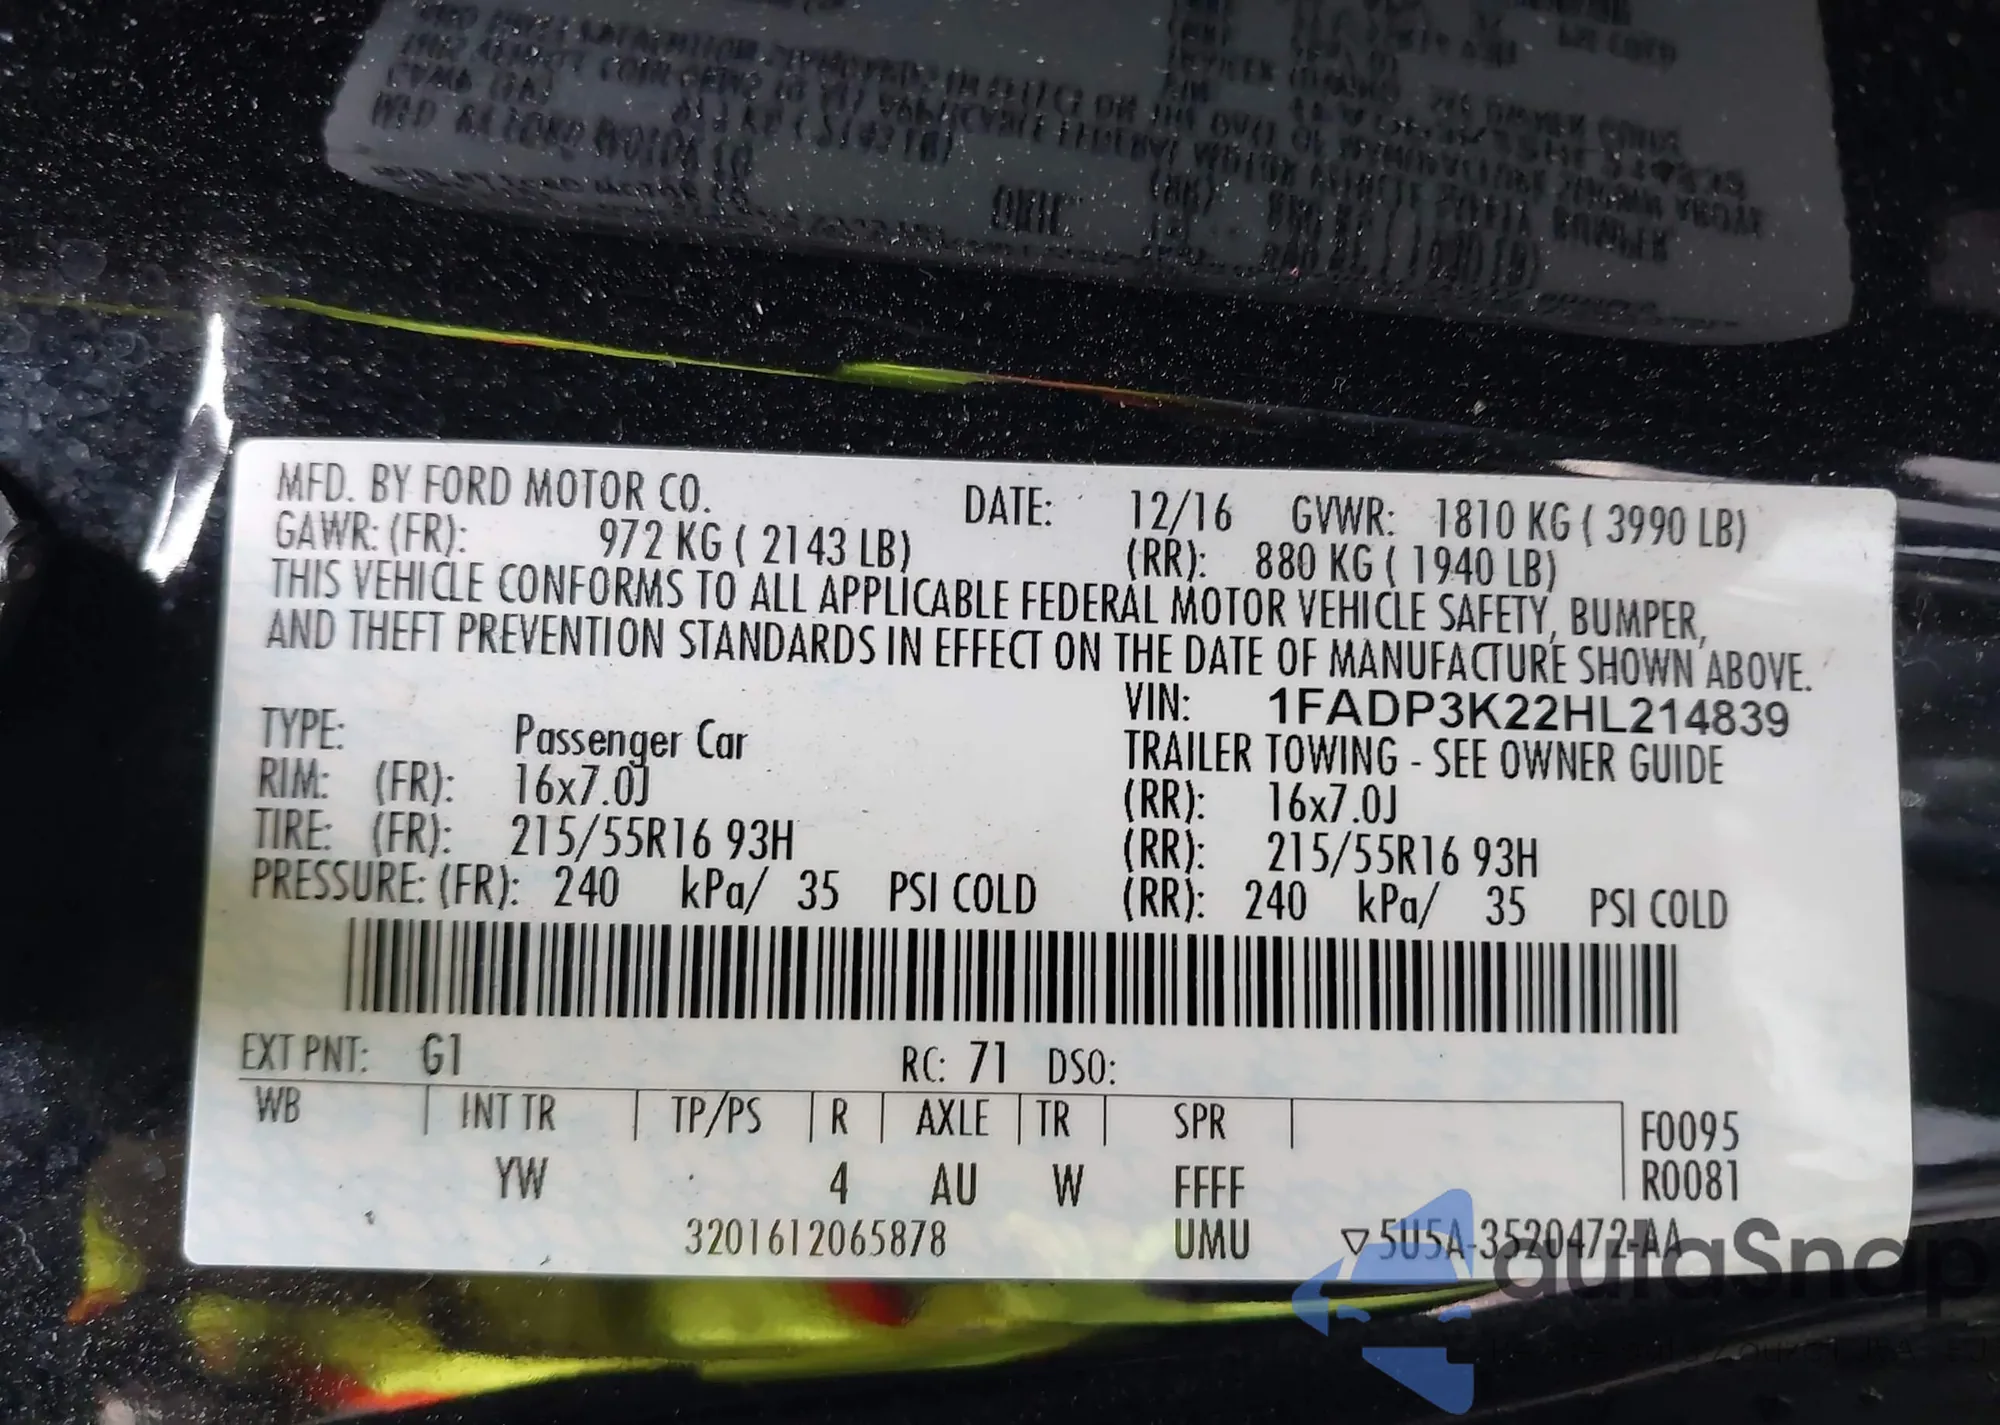 MFD. BY FORD MOTOR CO. DATE: 12/16 GVWR: 1810 KG ( 3990 LB)
GAWR: (FR): 972 KG ( 2143 LB) (RR): 880 KG ( 1940 LB)
THIS VEHICLE CONFORMS TO ALL APPLICABLE FEDERAL MOTOR VEHICLE SAFETY, BUMPER,
AND THEFT PREVENTION STANDARDS IN EFFECT ON THE DATE OF MANUFACTURE SHOWN ABOVE.
VIN: 1FADP3K22HL214839
TYPE: Passenger Car TRAILER TOWING - SEE OWNER GUIDE
RIM: (FR): 16x7.0J (RR): 16x7.0J
TIRE: (FR): 215/55R16 93H (RR): 215/55R16 93H
PRESSURE: (FR): 240 kPa/ 35 PSI COLD (RR): 240 kPa/ 35 PSI COLD
EXT PNT: G1 RC: 71 DSO:
WB INT TR TP/PS R AXLE TR SPR F0095
YW 4 AU W FFFF R0081
3201612065878 UMU ▽5U5A-3520472-AA
autaSnap